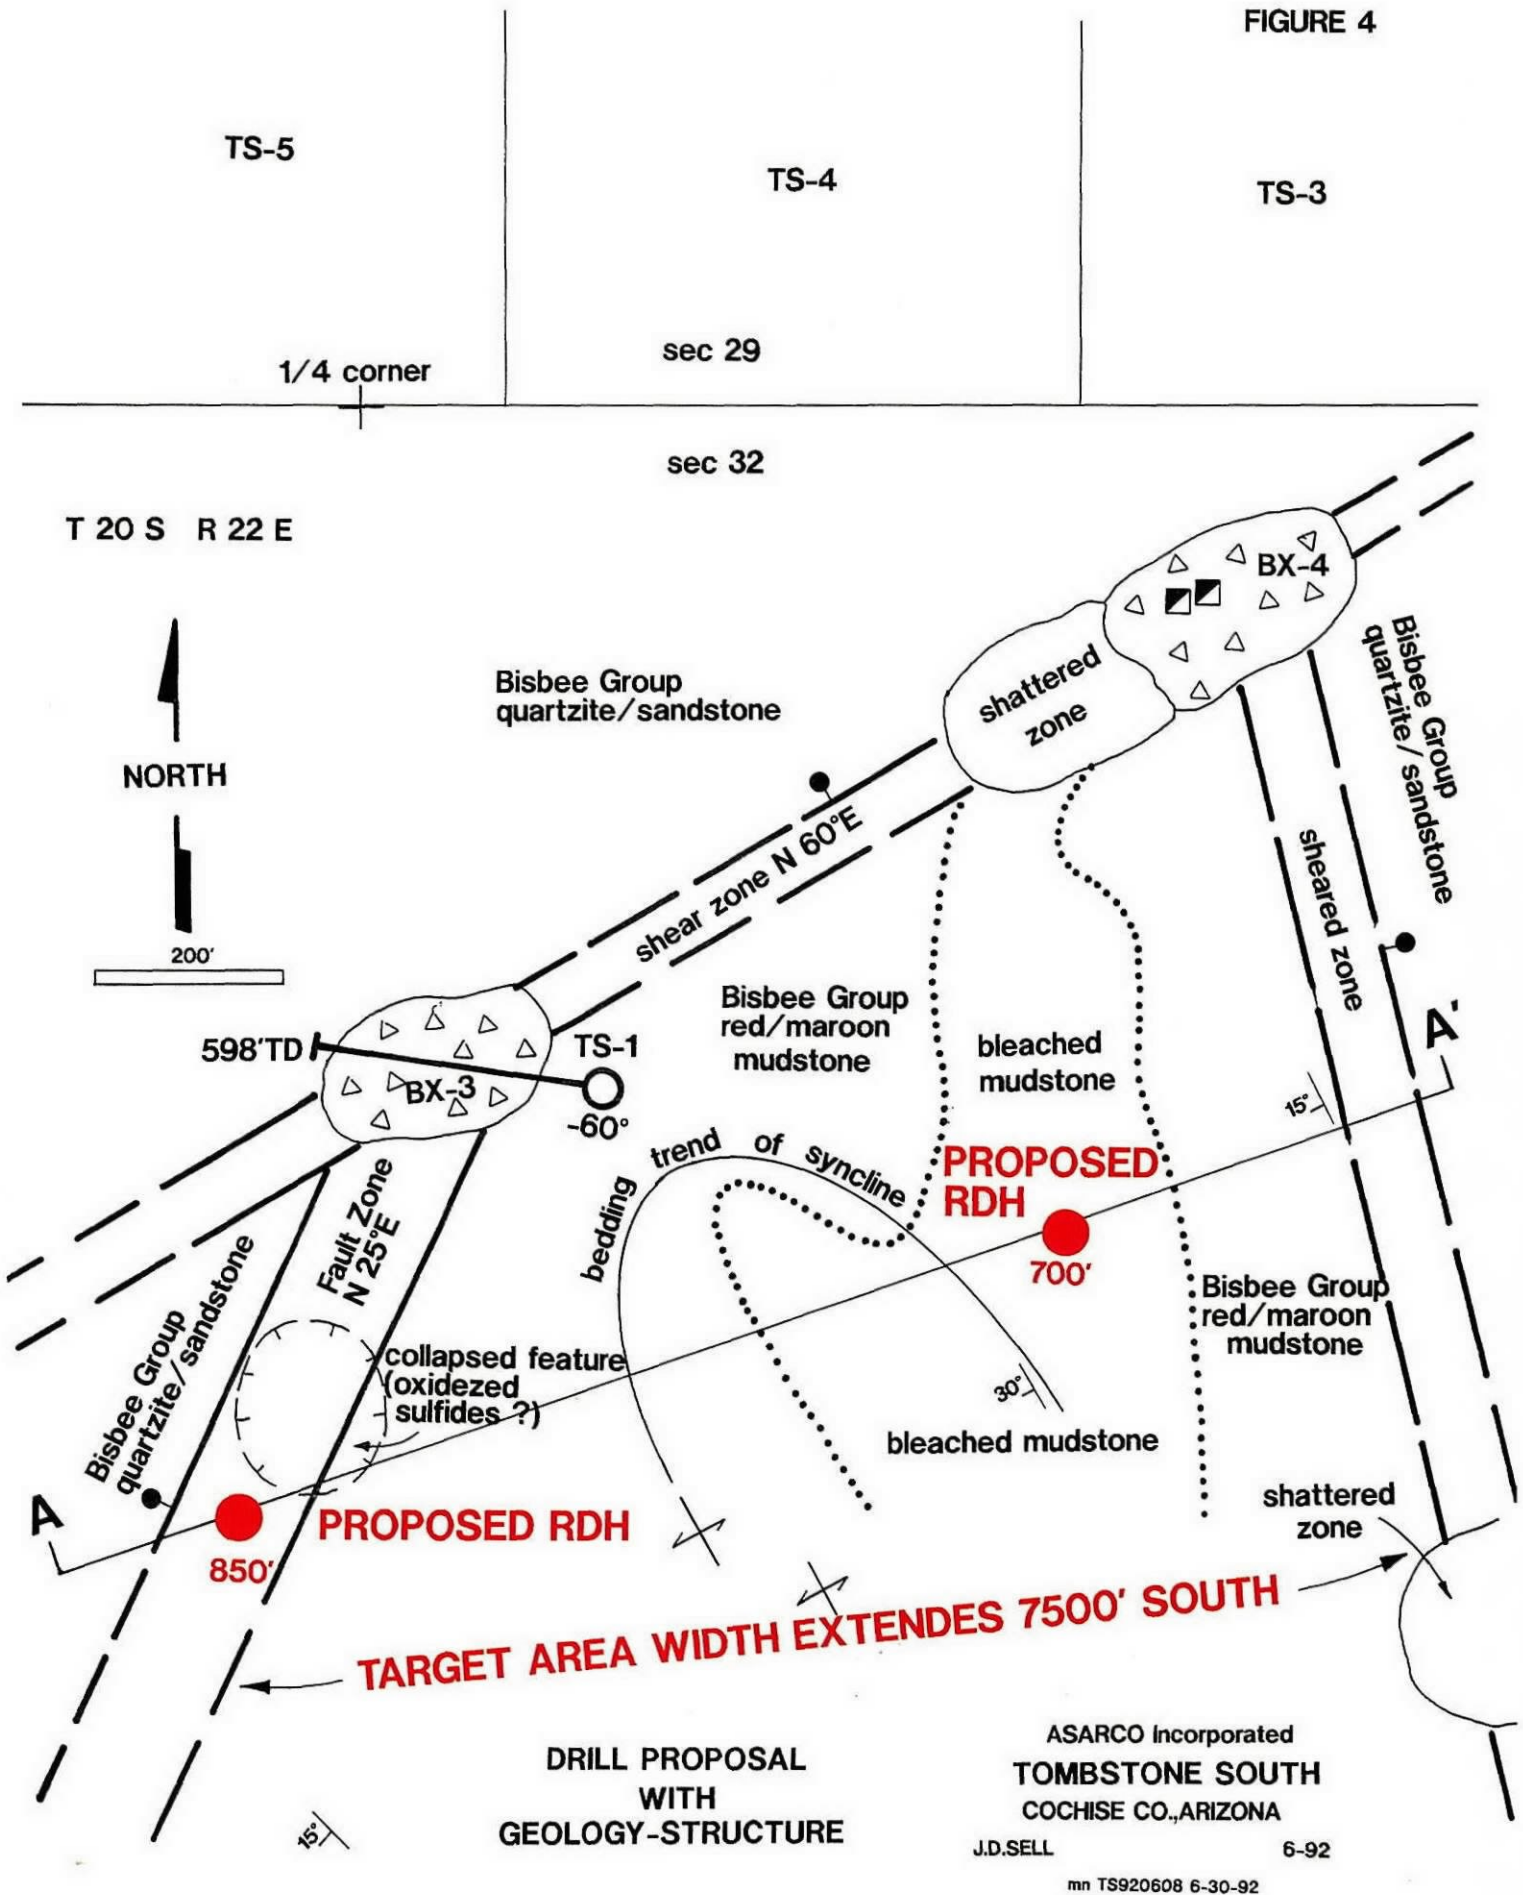 FIGURE 4
TS-5
TS-4
TS-3
sec 29
1/4 corner
sec 32
T 20 S R 22 E
BX-4
Bisbee Group
quartzite/sandstone
shattered
zone
Bisbee Group
quartzite/sandstone
NORTH
200'
shear zone N 60°E
sheared zone
Bisbee Group
red/maroon
mudstone
bleached
mudstone
A'
598'TD
TS-1
BX-3
-60°
15°
bedding trend of syncline
PROPOSED
RDH
700'
Fault Zone
N 25°E
Bisbee Group
quartzite/sandstone
Bisbee Group
red/maroon
mudstone
collapsed feature
(oxidezed
sulfides ?)
30°
bleached mudstone
A
shattered
zone
PROPOSED RDH
850'
TARGET AREA WIDTH EXTENDES 7500' SOUTH
15°
DRILL PROPOSAL
WITH
GEOLOGY-STRUCTURE
ASARCO Incorporated
TOMBSTONE SOUTH
COCHISE CO.,ARIZONA
J.D.SELL 6-92
mn TS920608 6-30-92